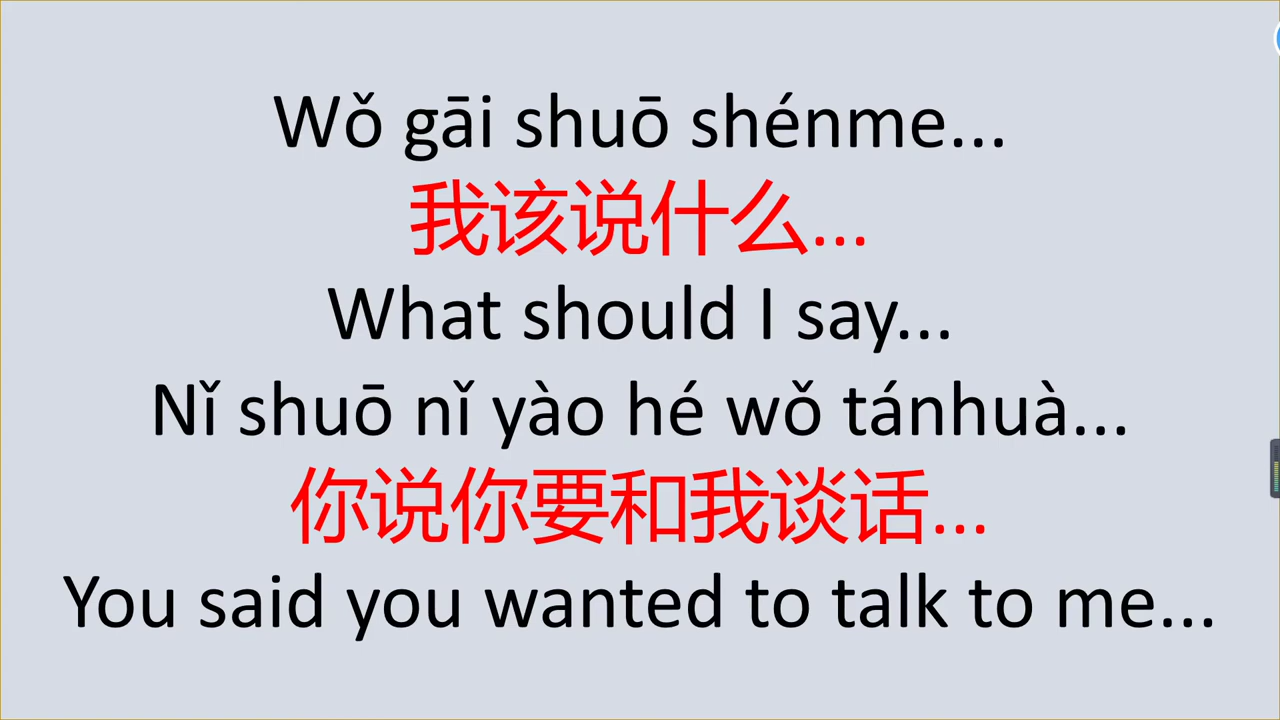 Wǒ gāi shuō shénme...
我该说什么...
What should I say...
Nǐ shuō nǐ yào hé wǒ tánhuà...
你说你要和我谈话...
You said you wanted to talk to me...